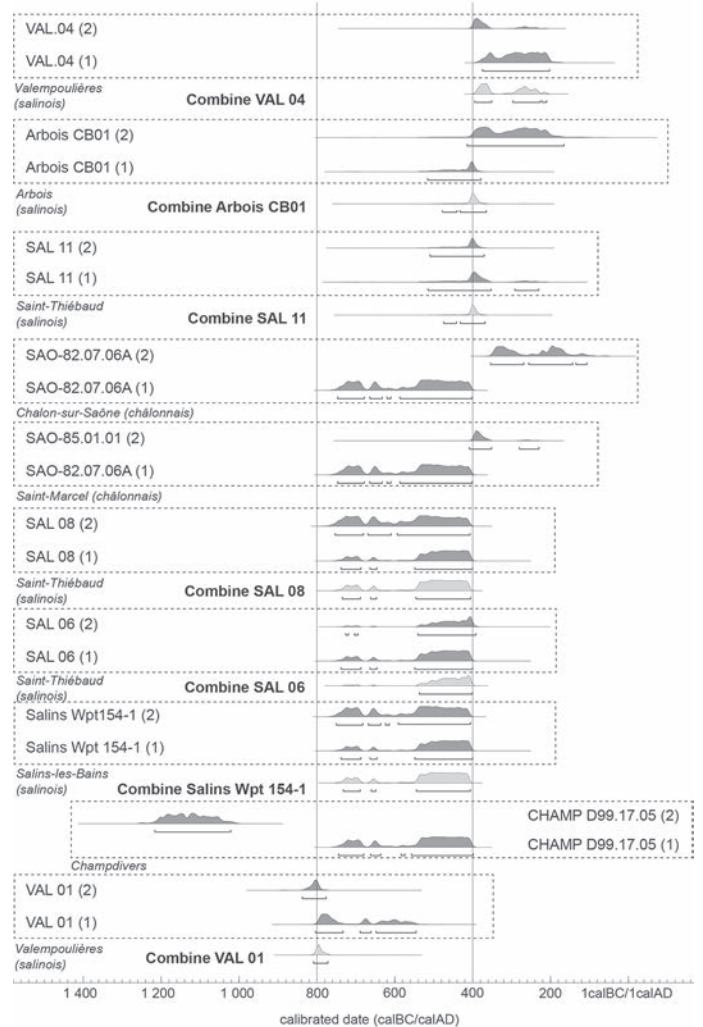 VAL.04 (2)
VAL.04 (1)
Valempoulières
(salinois)
Combine VAL 04
Arbois CB01 (2)
Arbois CB01 (1)
Arbois
(salinois)
Combine Arbois CB01
SAL 11 (2)
SAL 11 (1)
Saint-Thiébaud
(salinois)
Combine SAL 11
SAO-82.07.06A (2)
SAO-82.07.06A (1)
Chalon-sur-Saône (châlonnais)
SAO-85.01.01 (2)
SAO-82.07.06A (1)
Saint-Marcel (châlonnais)
SAL 08 (2)
SAL 08 (1)
Saint-Thiébaud
(salinois)
Combine SAL 08
SAL 06 (2)
SAL 06 (1)
Saint-Thiébaud
(salinois)
Combine SAL 06
Salins Wpt154-1 (2)
Salins Wpt 154-1 (1)
Salins-les-Bains
(salinois)
Combine Salins Wpt 154-1
CHAMP D99.17.05 (2)
CHAMP D99.17.05 (1)
Champdivers
VAL 01 (2)
VAL 01 (1)
Valempoulières
(salinois)
Combine VAL 01
1 400 1 200 1 000 800 600 400 200 1calBC/1calAD
calibrated date (calBC/calAD)